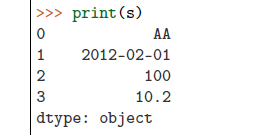 >>> print(s)
0            AA
1    2012-02-01
2           100
3          10.2
dtype: object